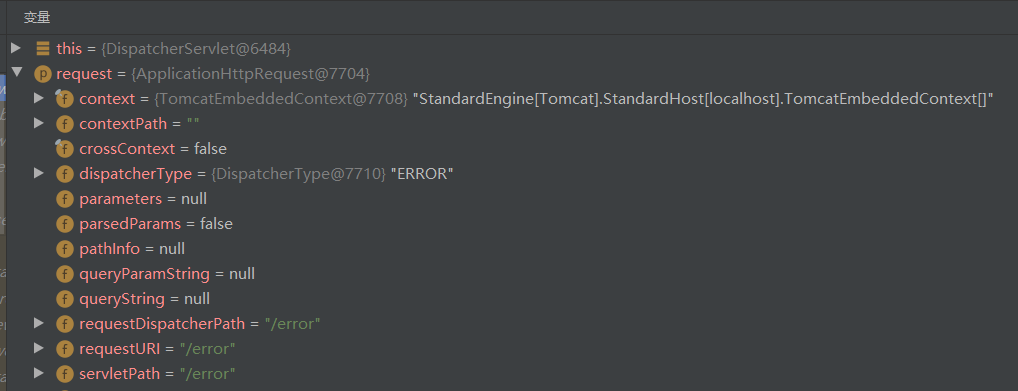 变量
this = {DispatcherServlet@6484}
request = {ApplicationHttpRequest@7704}
context = {TomcatEmbeddedContext@7708} "StandardEngine[Tomcat].StandardHost[localhost].TomcatEmbeddedContext[]"
contextPath = ""
crossContext = false
dispatcherType = {DispatcherType@7710} "ERROR"
parameters = null
parsedParams = false
pathInfo = null
queryParamString = null
queryString = null
requestDispatcherPath = "/error"
requestURI = "/error"
servletPath = "/error"